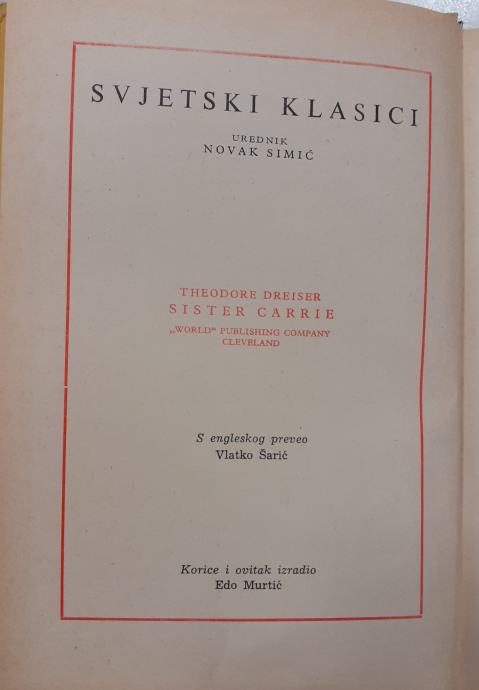 SVJETSKI KLASICI
UREDNIK
NOVAK SIMIĆ
THEODORE DREISER
SISTER CARRIE
„WORLD” PUBLISHING COMPANY
CLEVELAND
S engleskog preveo
Vlatko Šarić
Korice i ovitak izradio
Edo Murtić